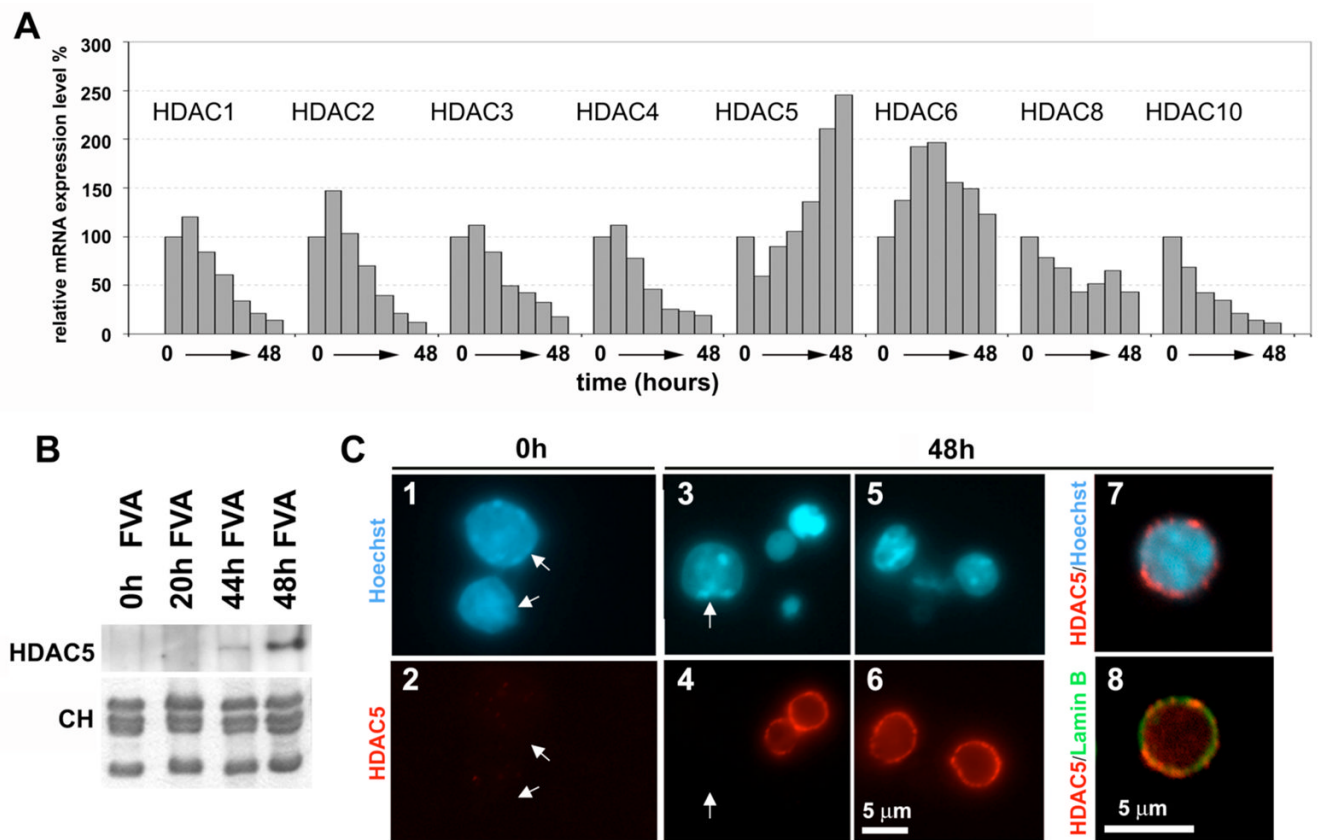 A
relative mRNA expression level %
300
250
200
150
100
50
0
HDAC1 HDAC2 HDAC3 HDAC4 HDAC5 HDAC6 HDAC8 HDAC10
0 48 0 48 0 48 0 48 0 48 0 48 0 48 0 48
time (hours)
B
0h FVA
20h FVA
44h FVA
48h FVA
HDAC5
CH
C
0h 48h
Hoechst
1 3 5
HDAC5/Hoechst
7
HDAC5
2 4 6
5 µm
HDAC5/Lamin B
8
5 µm